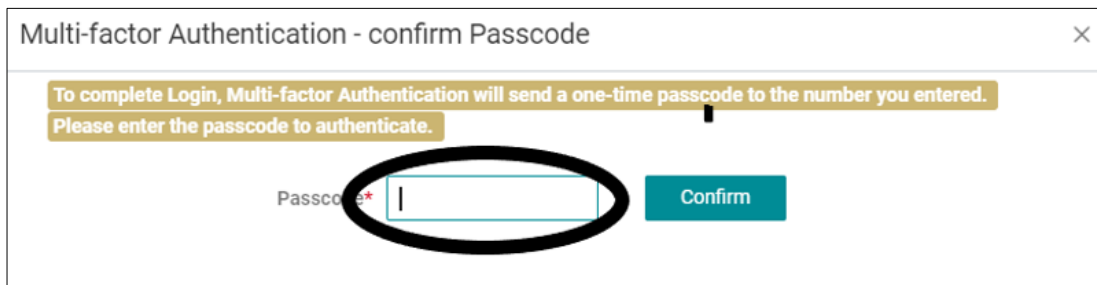 Multi-factor Authentication - confirm Passcode
To complete Login, Multi-factor Authentication will send a one-time passcode to the number you entered.
Please enter the passcode to authenticate.
Passcode* Confirm